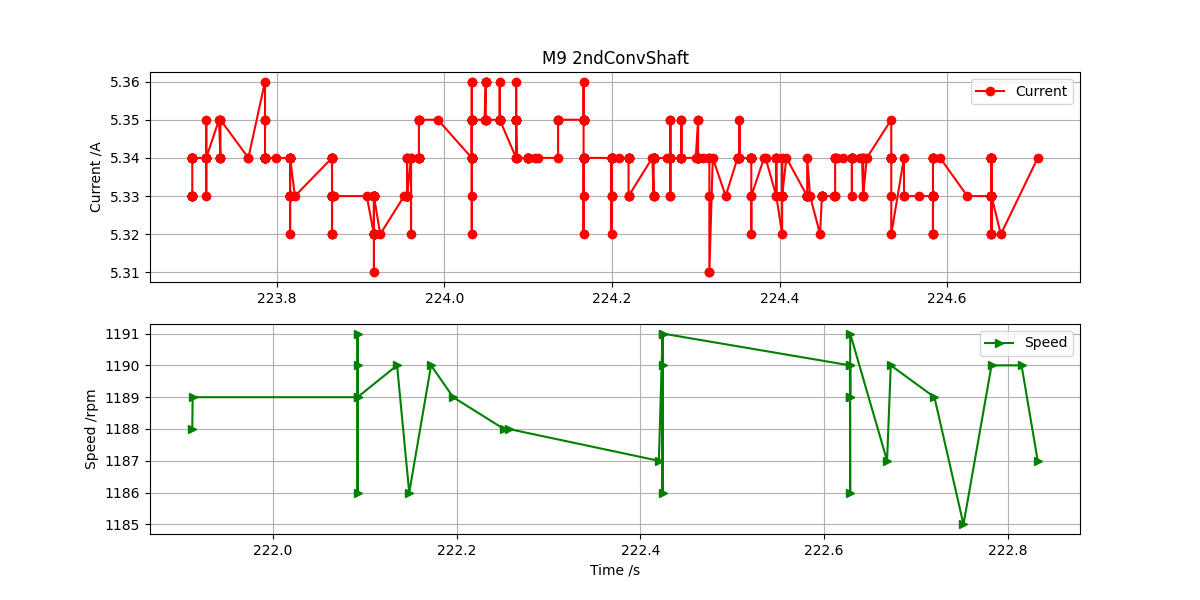 M9 2ndConvShaft
5.36
5.35
5.34
5.33
5.32
5.31
Current /A
Current
223.8 224.0 224.2 224.4 224.6
1191
1190
1189
1188
1187
1186
1185
Speed /rpm
Speed
222.0 222.2 222.4 222.6 222.8
Time /s